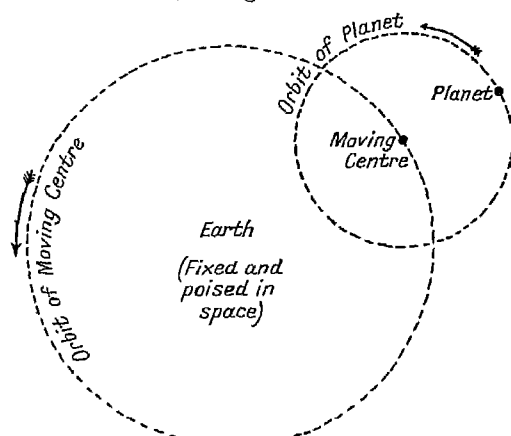 Orbit of Planet
Planet
Moving
Centre
Orbit of Moving Centre
Earth
(Fixed and
poised in
space)